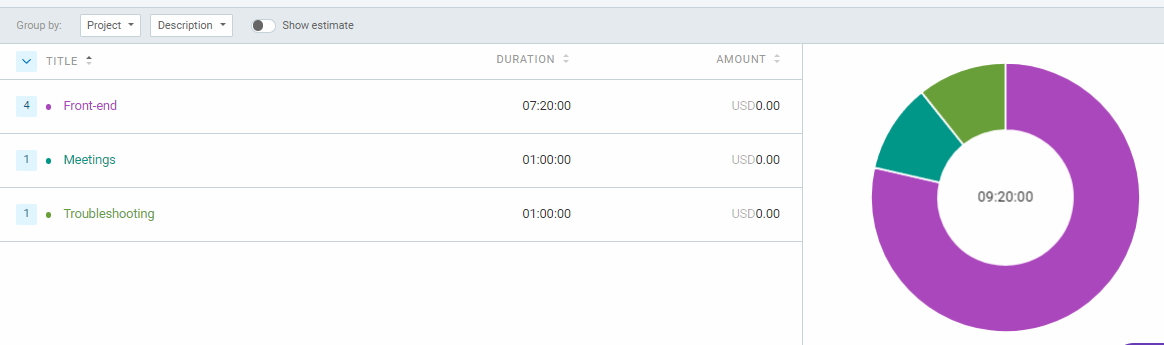 Group by: Project Description Show estimate
TITLE DURATION AMOUNT
4 Front-end 07:20:00 USD0.00
1 Meetings 01:00:00 USD0.00
1 Troubleshooting 01:00:00 USD0.00
09:20:00